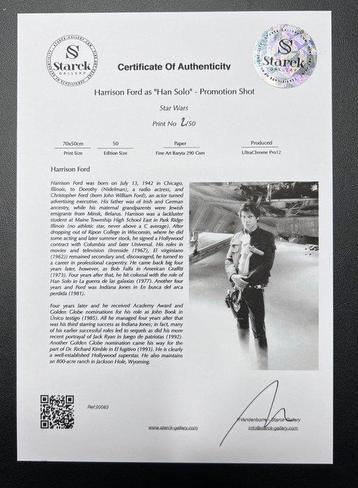 SS
Starck
GALLERY
Certificate Of Authenticity
SS
Starck
GALLERY
Harrison Ford as "Han Solo" - Promotion Shot
Star Wars
Print No 2/50
70x50cm 50 Paper Produced
Print Size Edition Size Fine Art Baryta 290 Gsm UltraChrome Pro12
Harrison Ford
Harrison Ford was born on July 13, 1942 in Chicago,
Illinois, to Dorothy (Nidelman), a radio actress, and
Christopher Ford (born John William Ford), an actor turned
advertising executive. His father was of Irish and German
ancestry, while his maternal grandparents were Jewish
emigrants from Minsk, Belarus. Harrison was a lackluster
student at Maine Township High School East in Park Ridge
Illinois (no athletic star, never above a C average). After
dropping out of Ripon College in Wisconsin, where he did
some acting and later summer stock, he signed a Hollywood
contract with Columbia and later Universal. His roles in
movies and television (Ironside (1967), El virginiano
(1962)) remained secondary and, discouraged, he turned to
a career in professional carpentry. He came back big four
years later, however, as Bob Falfa in American Graffiti
(1973). Four years after that, he hit colossal with the role of
Han Solo in La guerra de las galaxias (1977). Another four
years and Ford was Indiana Jones in En busca del arca
perdida (1981).
Four years later and he received Academy Award and
Golden Globe nominations for his role as John Book in
Único testigo (1985). All he managed four years after that
was his third starring success as Indiana Jones; in fact, many
of his earlier successful roles led to sequels as did his more
recent portrayal of Jack Ryan in Juego de patriotas (1992).
Another Golden Globe nomination came his way for the
part of Dr. Richard Kimble in El fugitivo (1993). He is clearly
a well-established Hollywood superstar. He also maintains
an 800-acre ranch in Jackson Hole, Wyoming.
Ref:00083
Vrandenborne - Starck - Gallery
www.starck-gallery.com
info@starck-gallery.com